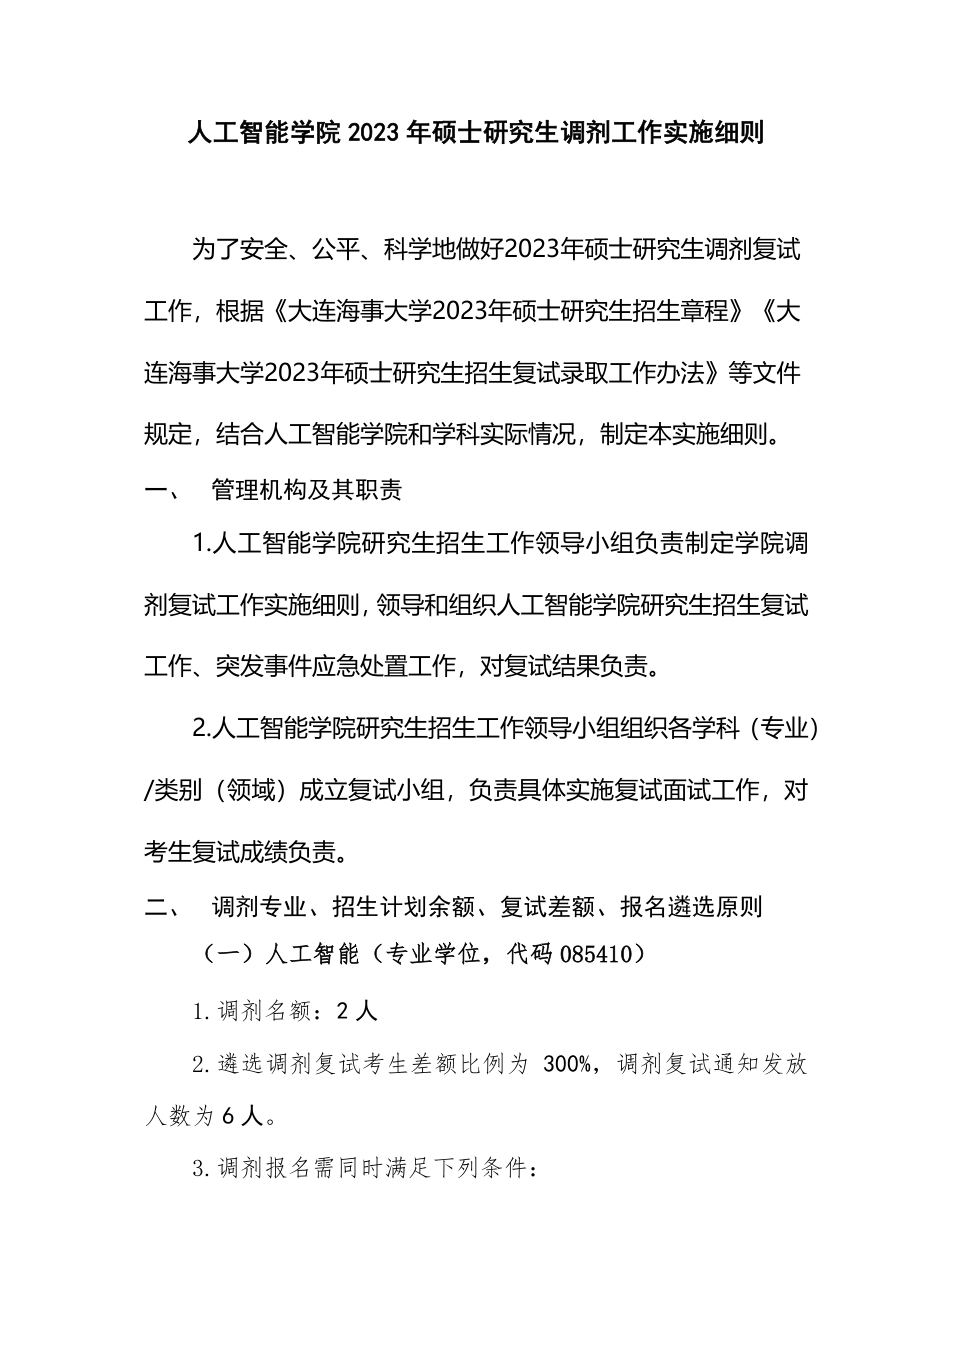 人工智能学院 2023 年硕士研究生调剂工作实施细则
为了安全、公平、科学地做好2023年硕士研究生调剂复试
工作，根据《大连海事大学2023年硕士研究生招生章程》《大
连海事大学2023年硕士研究生招生复试录取工作办法》等文件
规定，结合人工智能学院和学科实际情况，制定本实施细则。
一、 管理机构及其职责
1.人工智能学院研究生招生工作领导小组负责制定学院调
剂复试工作实施细则，领导和组织人工智能学院研究生招生复试
工作、突发事件应急处置工作，对复试结果负责。
2.人工智能学院研究生招生工作领导小组组织各学科（专业）
/类别（领域）成立复试小组，负责具体实施复试面试工作，对
考生复试成绩负责。
二、 调剂专业、招生计划余额、复试差额、报名遴选原则
（一）人工智能（专业学位，代码 085410）
1.调剂名额：2 人
2.遴选调剂复试考生差额比例为 300%，调剂复试通知发放
人数为 6 人。
3.调剂报名需同时满足下列条件：